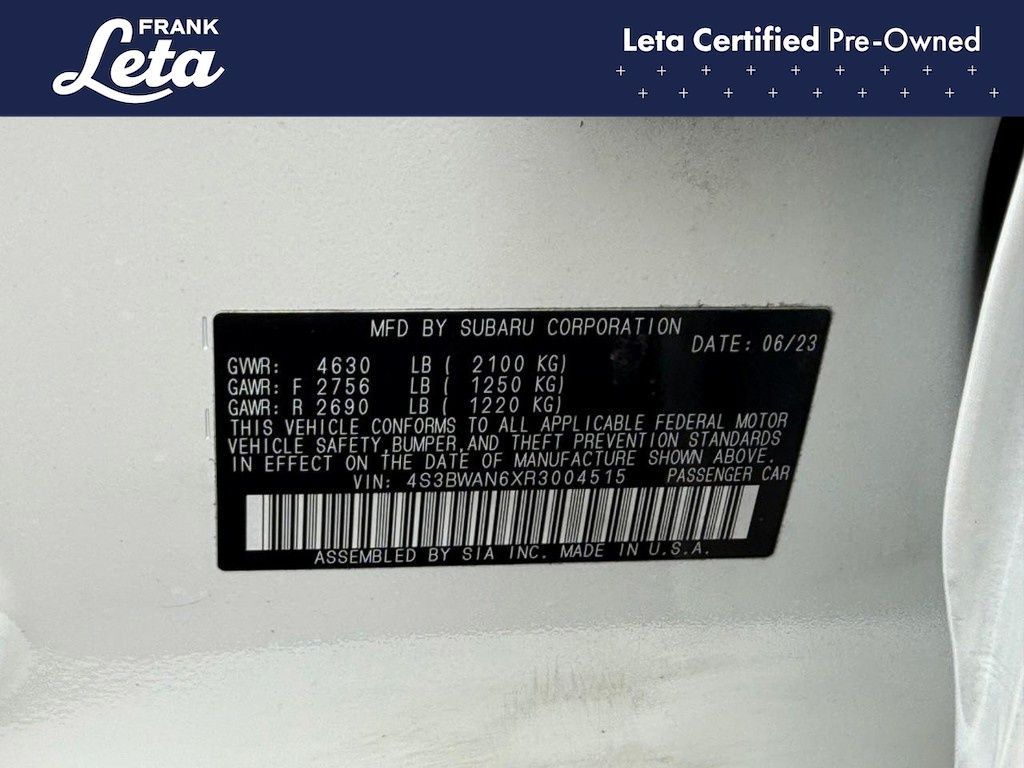 FRANK
Leta
Leta Certified Pre-Owned
MFD BY SUBARU CORPORATION
DATE: 06/23
GVWR: 4630 LB ( 2100 KG)
GAWR: F 2756 LB ( 1250 KG)
GAWR: R 2690 LB ( 1220 KG)
THIS VEHICLE CONFORMS TO ALL APPLICABLE FEDERAL MOTOR
VEHICLE SAFETY,BUMPER,AND THEFT PREVENTION STANDARDS
IN EFFECT ON THE DATE OF MANUFACTURE SHOWN ABOVE.
VIN: 4S3BWAN6XR3004515 PASSENGER CAR
ASSEMBLED BY SIA INC. MADE IN U.S.A.